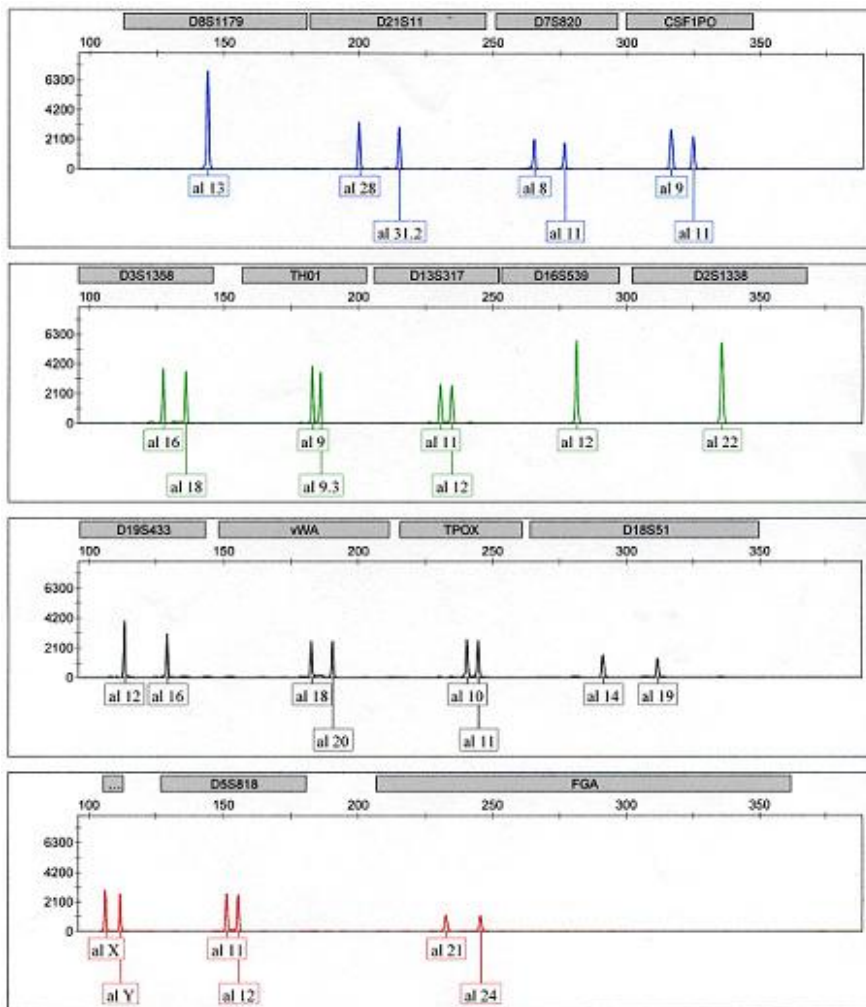 D8S1179 D21S11 D7S820 CSF1PO
100 150 200 250 300 350
6300
4200
2100
0
al 13 al 28 al 8 al 9
al 31.2 al 11 al 11
D3S1358 TH01 D13S317 D16S539 D2S1338
100 150 200 250 300 350
6300
4200
2100
0
al 16 al 9 al 11 al 12 al 22
al 18 al 9.3 al 12
D19S433 vWA TPOX D18S51
100 150 200 250 300 350
6300
4200
2100
0
al 12 al 16 al 18 al 10 al 14 al 19
al 20 al 11
... D5S818 FGA
100 150 200 250 300 350
6300
4200
2100
0
al X al 11 al 21
al Y al 12 al 24